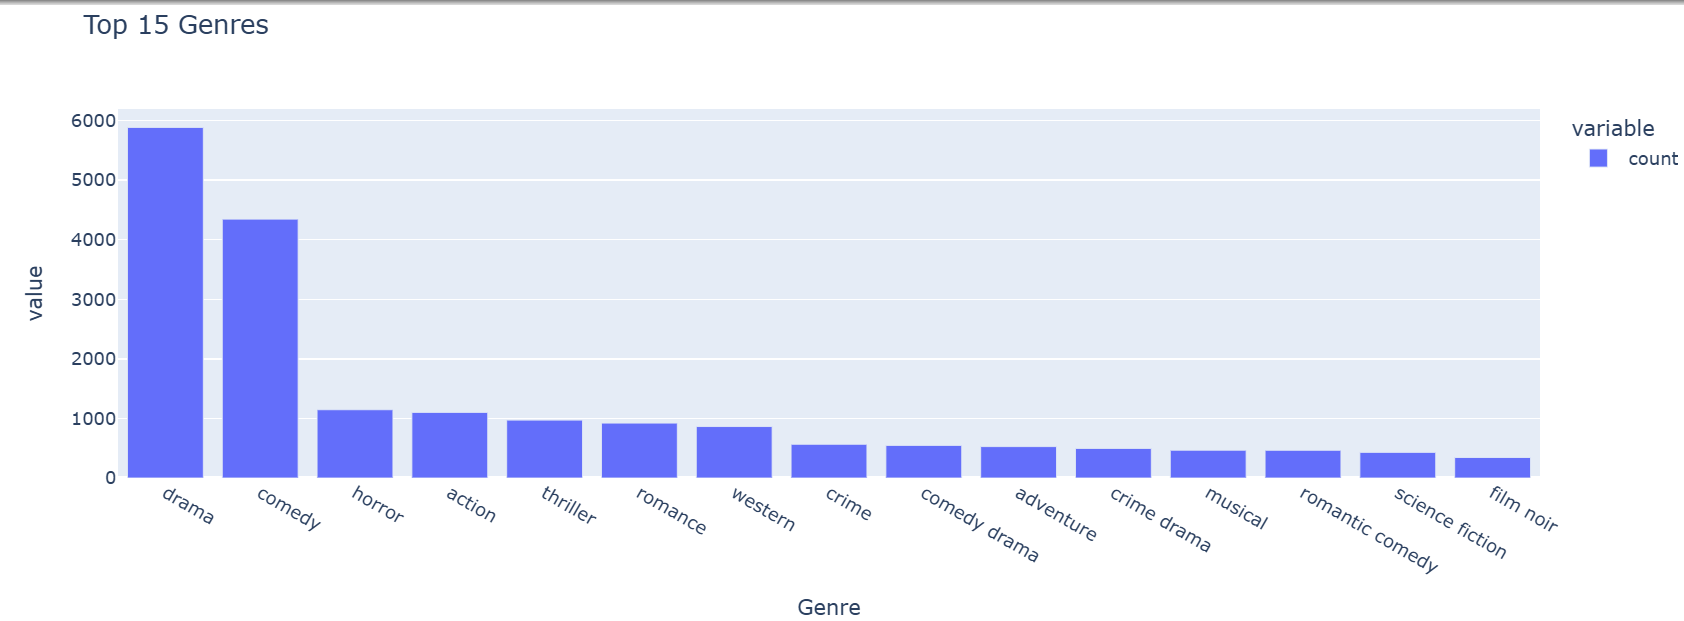 Top 15 Genres
6000
5000
4000
3000
2000
1000
0
value
drama
comedy
horror
action
thriller
romance
western
crime
comedy drama
adventure
crime drama
musical
romantic comedy
science fiction
film noir
Genre
variable
count